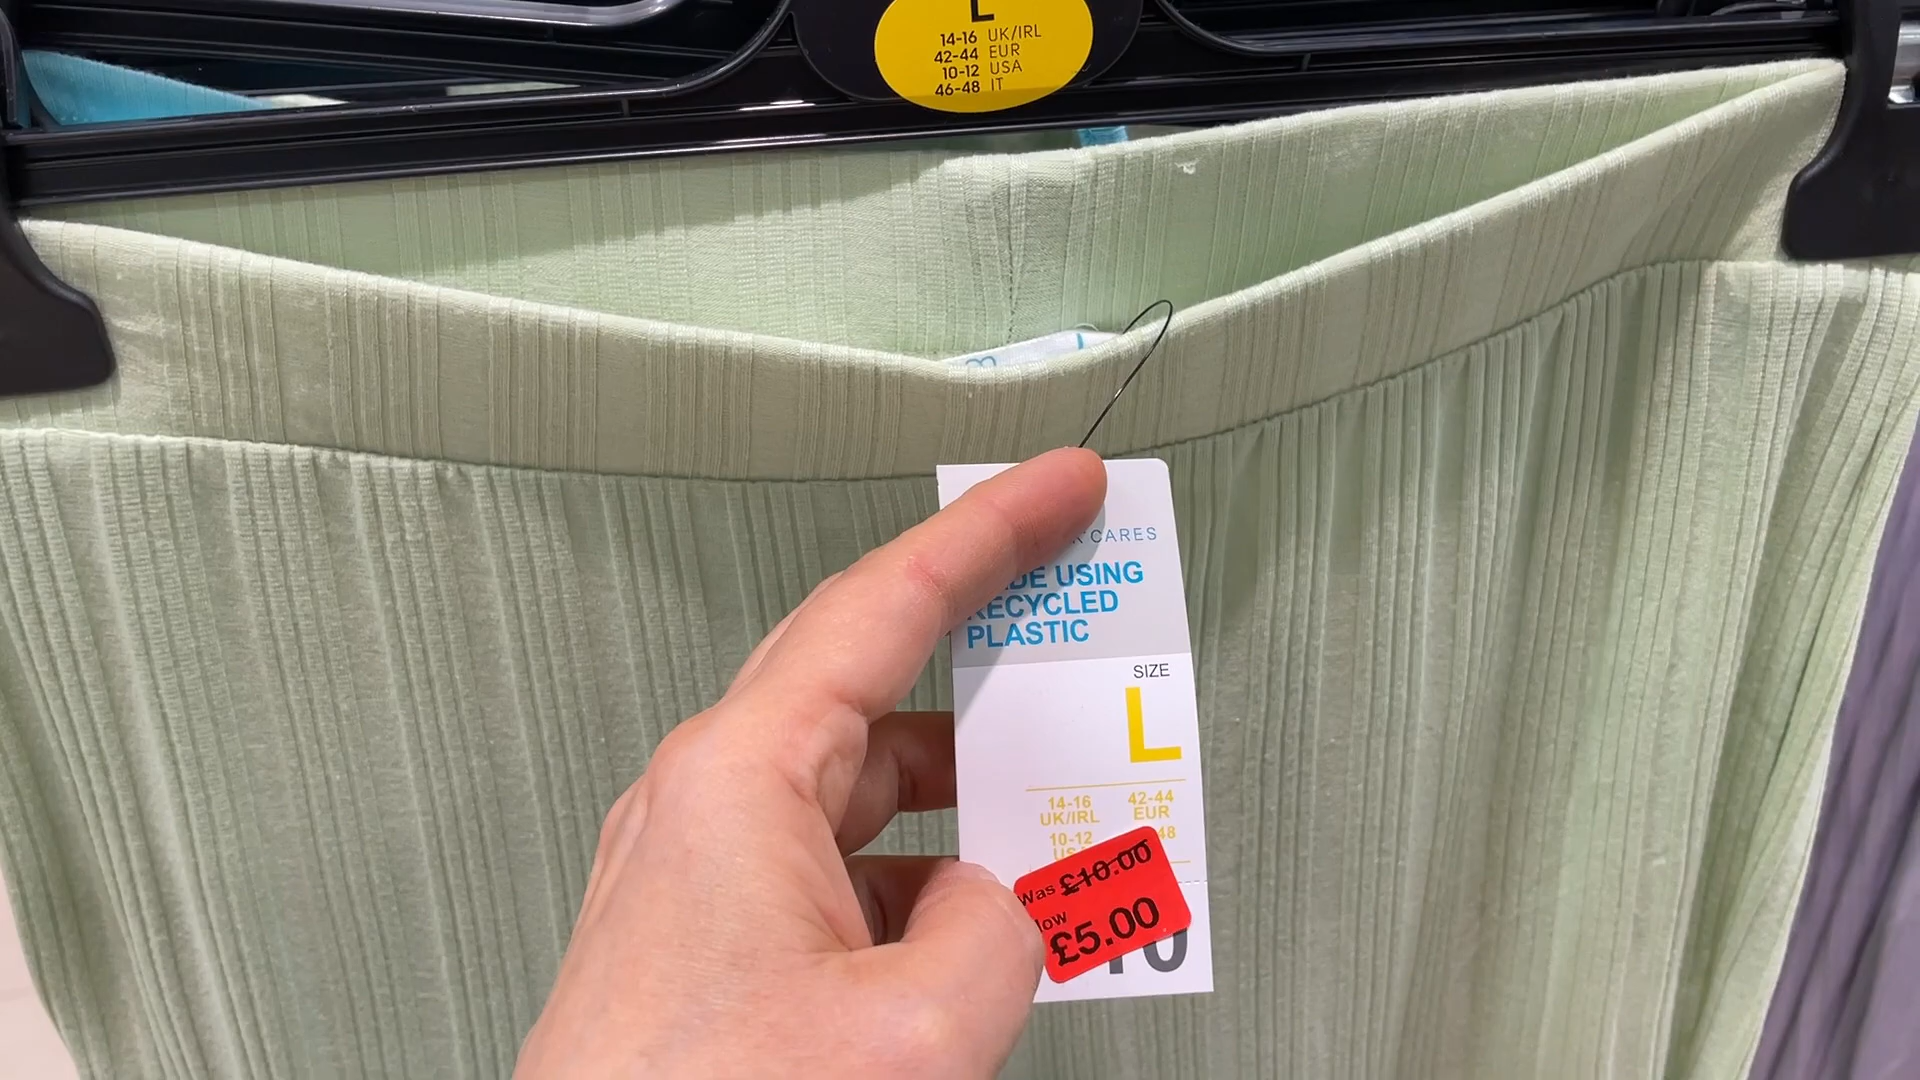 L
14-16 UK/IRL
42-44 EUR
10-12 USA
46-48 IT
CARES
USING
RECYCLED
PLASTIC
SIZE
L
14-16 42-44
UK/IRL EUR
10-12 48
Was £10.00
£5.00